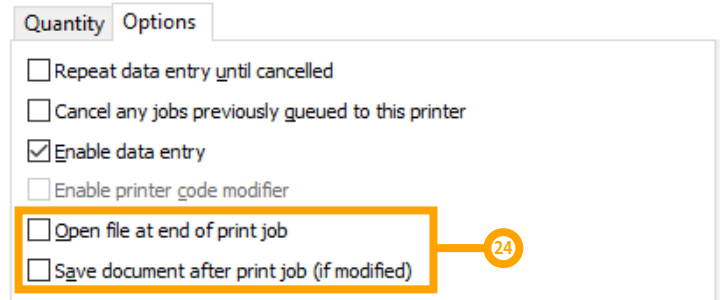 Quantity Options
Repeat data entry until cancelled
Cancel any jobs previously queued to this printer
Enable data entry
Enable printer code modifier
Open file at end of print job
24
Save document after print job (if modified)